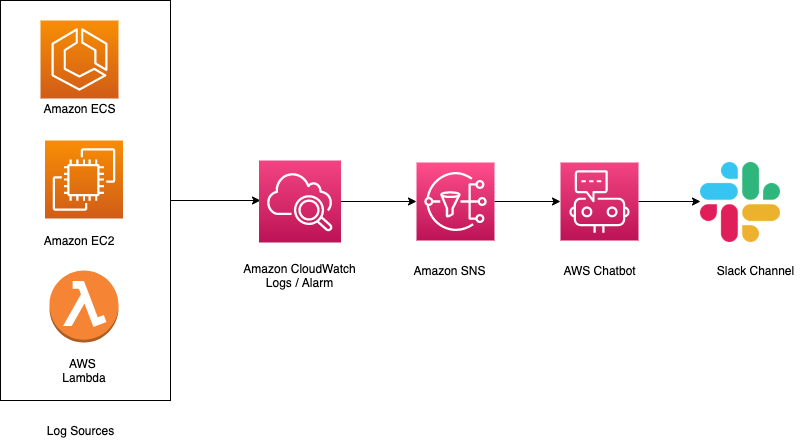 Amazon ECS
Amazon EC2
AWS
Lambda
Log Sources
Amazon CloudWatch
Logs / Alarm
Amazon SNS
AWS Chatbot
Slack Channel